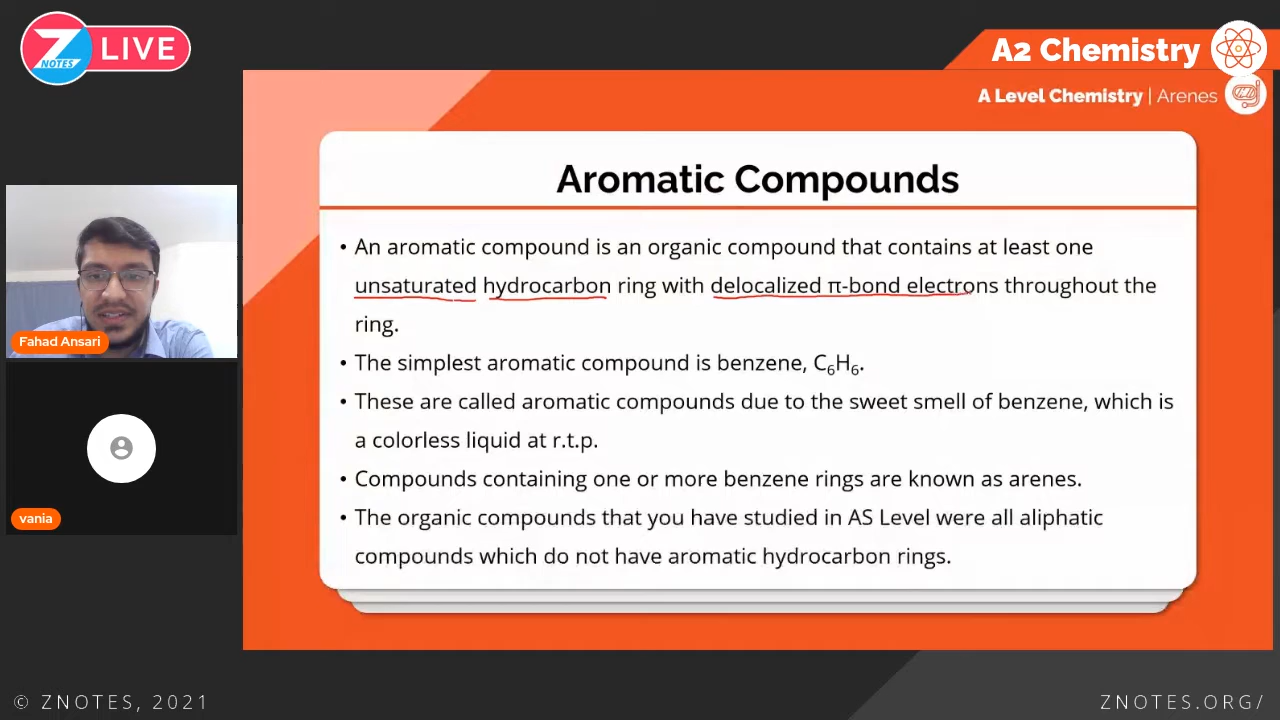 Z NOTES LIVE
A2 Chemistry
A Level Chemistry | Arenes
Aromatic Compounds
• An aromatic compound is an organic compound that contains at least one
unsaturated hydrocarbon ring with delocalized π-bond electrons throughout the
ring.
• The simplest aromatic compound is benzene, C₆H₆.
• These are called aromatic compounds due to the sweet smell of benzene, which is
a colorless liquid at r.t.p.
• Compounds containing one or more benzene rings are known as arenes.
• The organic compounds that you have studied in AS Level were all aliphatic
compounds which do not have aromatic hydrocarbon rings.
Fahad Ansari
vania
© ZNOTES, 2021
ZNOTES.ORG/